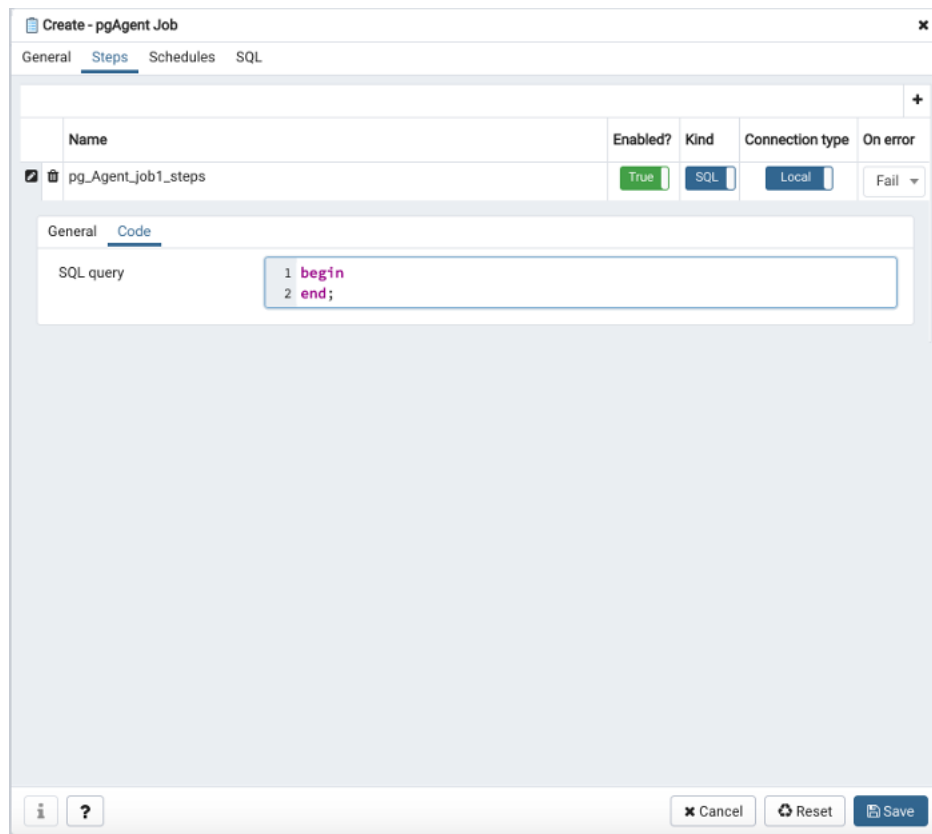 Create - pgAgent Job
General Steps Schedules SQL
Name Enabled? Kind Connection type On error
pg_Agent_job1_steps True SQL Local Fail
General Code
SQL query
1 begin
2 end;
i ? Cancel Reset Save